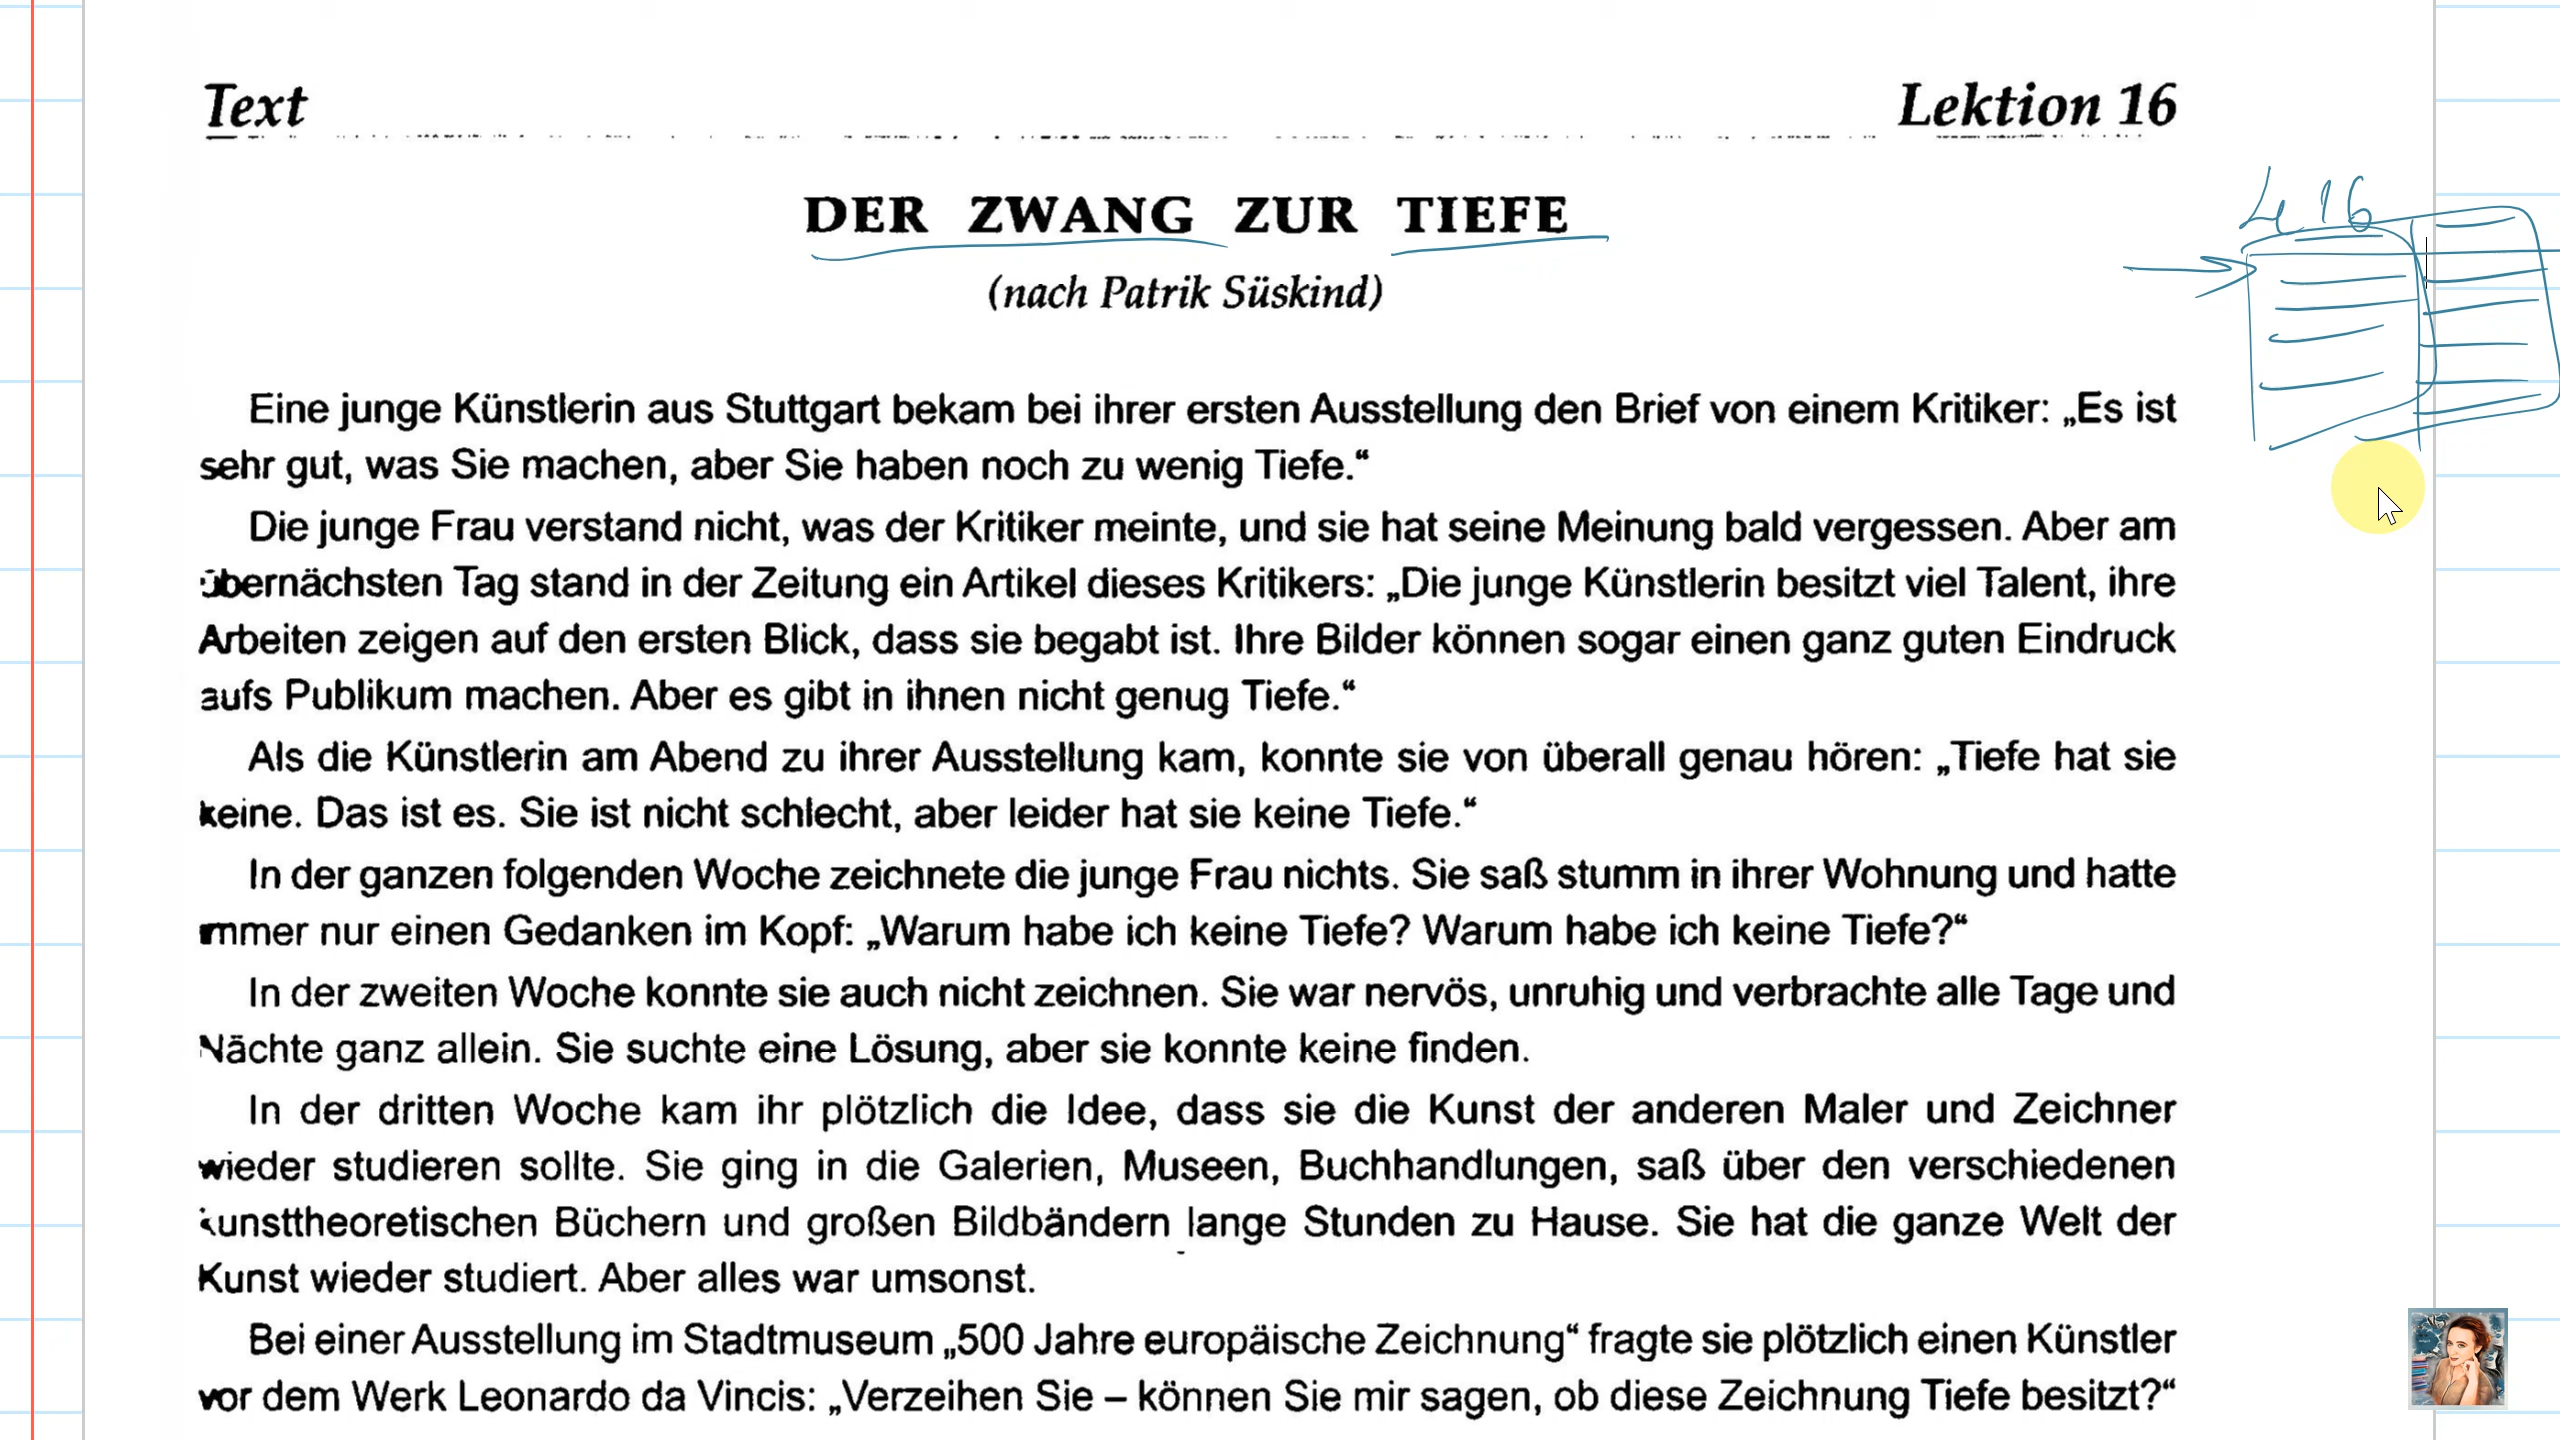 Text
Lektion 16
L 16
DER ZWANG ZUR TIEFE
(nach Patrik Süskind)
Eine junge Künstlerin aus Stuttgart bekam bei ihrer ersten Ausstellung den Brief von einem Kritiker: „Es ist
sehr gut, was Sie machen, aber Sie haben noch zu wenig Tiefe.“
Die junge Frau verstand nicht, was der Kritiker meinte, und sie hat seine Meinung bald vergessen. Aber am
übernächsten Tag stand in der Zeitung ein Artikel dieses Kritikers: „Die junge Künstlerin besitzt viel Talent, ihre
Arbeiten zeigen auf den ersten Blick, dass sie begabt ist. Ihre Bilder können sogar einen ganz guten Eindruck
aufs Publikum machen. Aber es gibt in ihnen nicht genug Tiefe.“
Als die Künstlerin am Abend zu ihrer Ausstellung kam, konnte sie von überall genau hören: „Tiefe hat sie
keine. Das ist es. Sie ist nicht schlecht, aber leider hat sie keine Tiefe.“
In der ganzen folgenden Woche zeichnete die junge Frau nichts. Sie saß stumm in ihrer Wohnung und hatte
immer nur einen Gedanken im Kopf: „Warum habe ich keine Tiefe? Warum habe ich keine Tiefe?“
In der zweiten Woche konnte sie auch nicht zeichnen. Sie war nervös, unruhig und verbrachte alle Tage und
Nächte ganz allein. Sie suchte eine Lösung, aber sie konnte keine finden.
In der dritten Woche kam ihr plötzlich die Idee, dass sie die Kunst der anderen Maler und Zeichner
wieder studieren sollte. Sie ging in die Galerien, Museen, Buchhandlungen, saß über den verschiedenen
kunsttheoretischen Büchern und großen Bildbändern lange Stunden zu Hause. Sie hat die ganze Welt der
Kunst wieder studiert. Aber alles war umsonst.
Bei einer Ausstellung im Stadtmuseum „500 Jahre europäische Zeichnung“ fragte sie plötzlich einen Künstler
vor dem Werk Leonardo da Vincis: „Verzeihen Sie – können Sie mir sagen, ob diese Zeichnung Tiefe besitzt?“